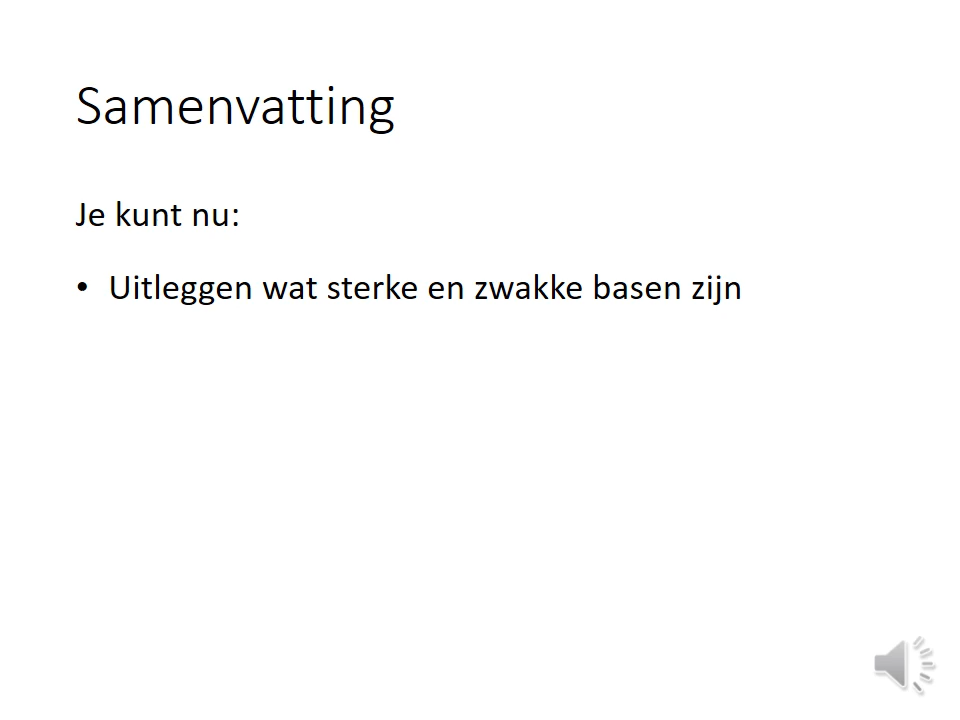 Samenvatting
Je kunt nu:
• Uitleggen wat sterke en zwakke basen zijn